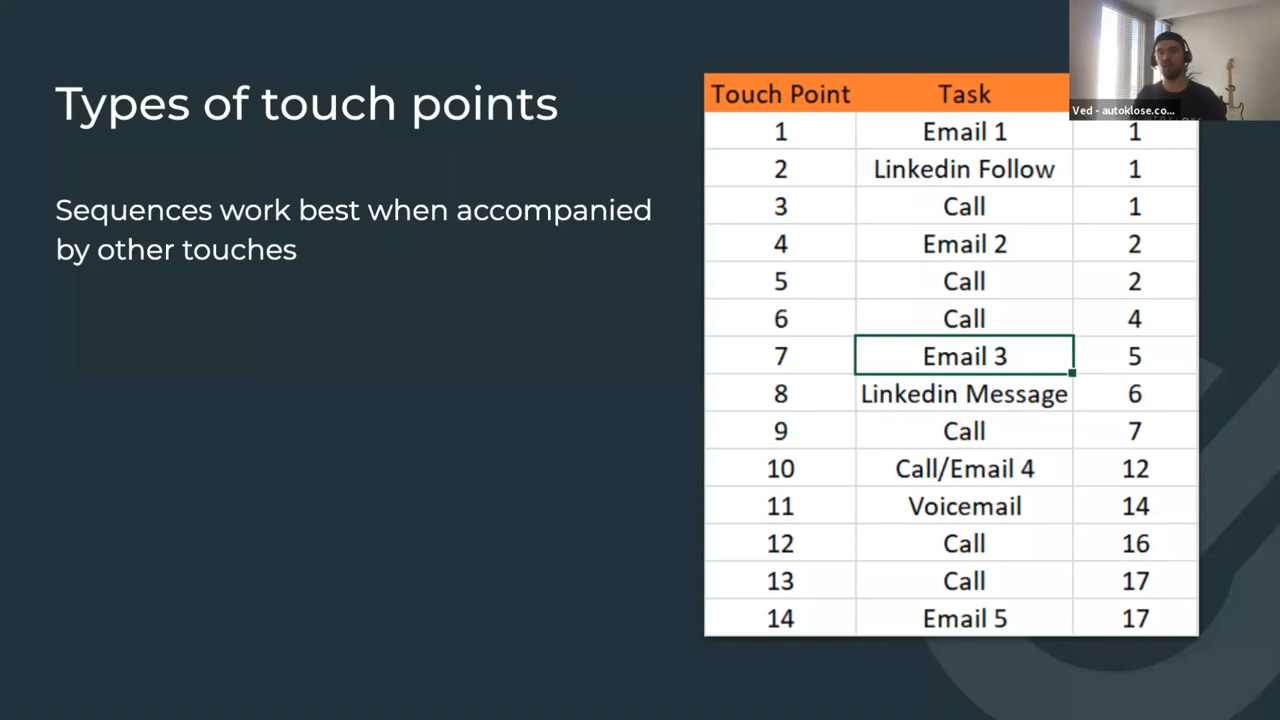 Types of touch points
Sequences work best when accompanied
by other touches
Touch Point Task
1 Email 1 1
2 Linkedin Follow 1
3 Call 1
4 Email 2 2
5 Call 2
6 Call 4
7 Email 3 5
8 Linkedin Message 6
9 Call 7
10 Call/Email 4 12
11 Voicemail 14
12 Call 16
13 Call 17
14 Email 5 17
Ved - autoklose.co...